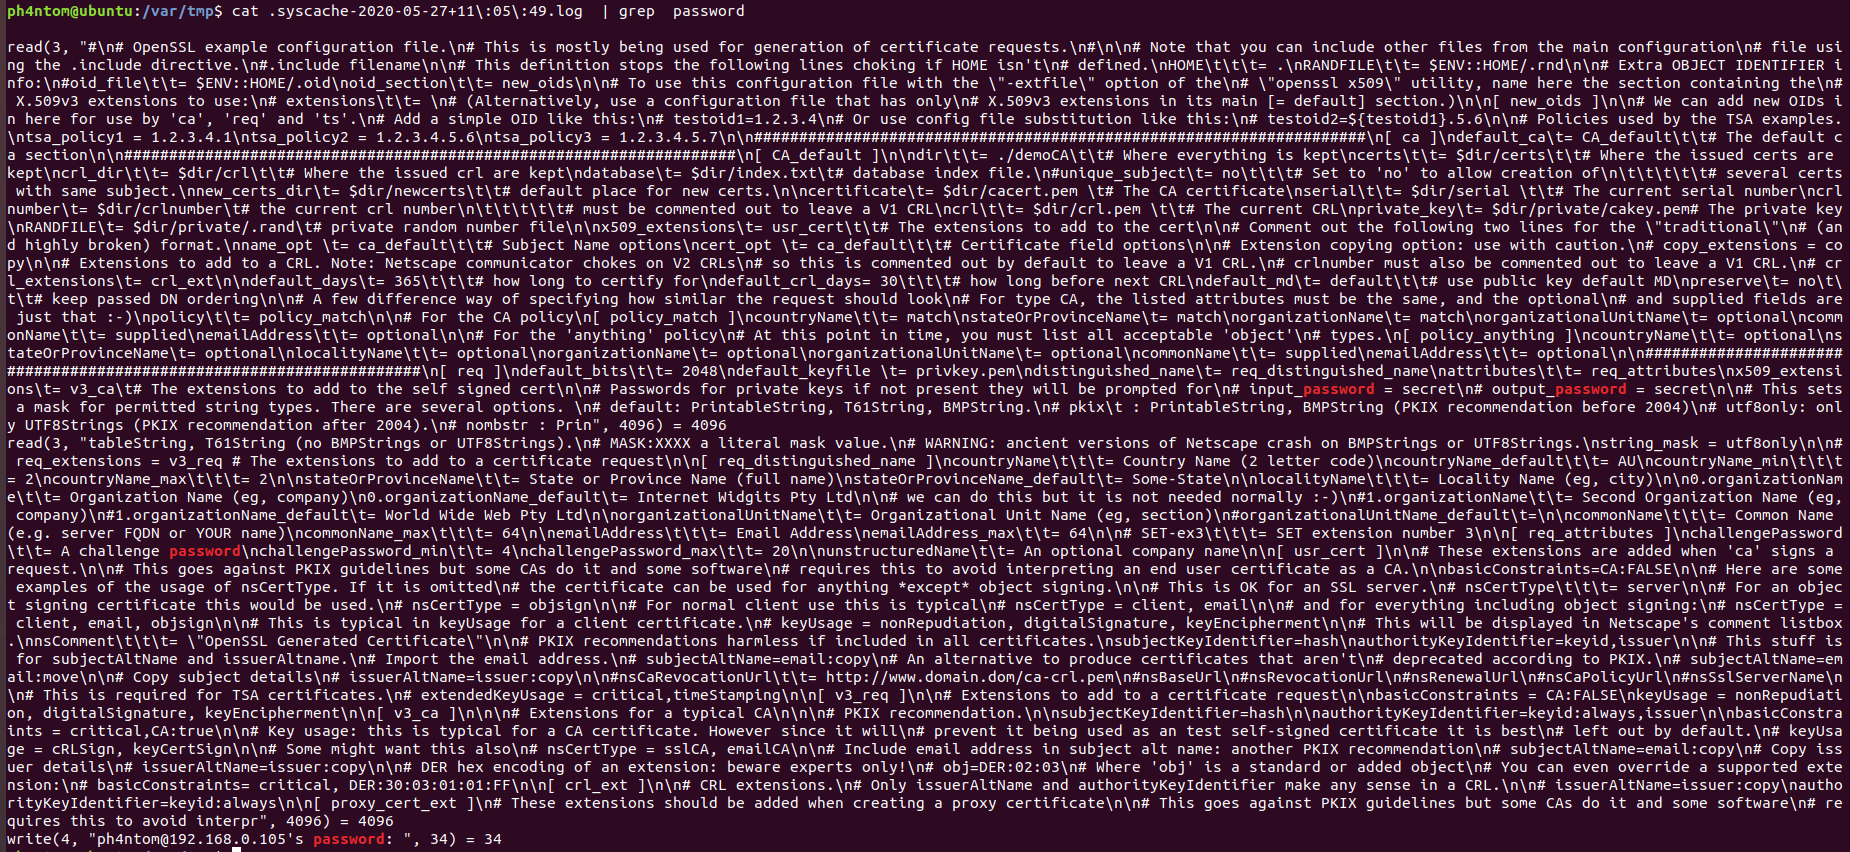 ph4ntom@ubuntu:/var/tmp$ cat .syscache-2020-05-27+11\:05\:49.log  | grep  password
read(3, "#\n# OpenSSL example configuration file.\n# This is mostly being used for generation of certificate requests.\n#\n\n# Note that you can include other files from the main configuration\n# file usi
ng the .include directive.\n#.include filename\n\n# This definition stops the following lines choking if HOME isn't\n# defined.\nHOME\t\t\t= .\nRANDFILE\t\t= $ENV::HOME/.rnd\n\n# Extra OBJECT IDENTIFIER i
nfo:\n#oid_file\t\t= $ENV::HOME/.oid\noid_section\t\t= new_oids\n\n# To use this configuration file with the \"-extfile\" option of the\n# \"openssl x509\" utility, name here the section containing the\n#
 X.509v3 extensions to use:\n# extensions\t\t= \n# (Alternatively, use a configuration file that has only\n# X.509v3 extensions in its main [= default] section.)\n\n[ new_oids ]\n\n# We can add new OIDs i
n here for use by 'ca', 'req' and 'ts'.\n# Add a simple OID like this:\n# testoid1=1.2.3.4\n# Or use config file substitution like this:\n# testoid2=${testoid1}.5.6\n\n# Policies used by the TSA examples.
\ntsa_policy1 = 1.2.3.4.1\ntsa_policy2 = 1.2.3.4.5.6\ntsa_policy3 = 1.2.3.4.5.7\n\n####################################################################\n[ ca ]\ndefault_ca\t= CA_default\t\t# The default c
a section\n\n####################################################################\n[ CA_default ]\n\ndir\t\t= ./demoCA\t\t# Where everything is kept\ncerts\t\t= $dir/certs\t\t# Where the issued certs are 
kept\ncrl_dir\t\t= $dir/crl\t\t# Where the issued crl are kept\ndatabase\t= $dir/index.txt\t# database index file.\n#unique_subject\t= no\t\t\t# Set to 'no' to allow creation of\n\t\t\t\t\t# several certs
 with same subject.\nnew_certs_dir\t= $dir/newcerts\t\t# default place for new certs.\n\ncertificate\t= $dir/cacert.pem \t# The CA certificate\nserial\t\t= $dir/serial \t\t# The current serial number\ncrl
number\t= $dir/crlnumber\t# the current crl number\n\t\t\t\t\t# must be commented out to leave a V1 CRL\ncrl\t\t= $dir/crl.pem \t\t# The current CRL\nprivate_key\t= $dir/private/cakey.pem# The private key
\nRANDFILE\t= $dir/private/.rand\t# private random number file\n\nx509_extensions\t= usr_cert\t\t# The extensions to add to the cert\n\n# Comment out the following two lines for the \"traditional\"\n# (an
d highly broken) format.\nname_opt \t= ca_default\t\t# Subject Name options\ncert_opt \t= ca_default\t\t# Certificate field options\n\n# Extension copying option: use with caution.\n# copy_extensions = co
py\n\n# Extensions to add to a CRL. Note: Netscape communicator chokes on V2 CRLs\n# so this is commented out by default to leave a V1 CRL.\n# crlnumber must also be commented out to leave a V1 CRL.\n# cr
l_extensions\t= crl_ext\n\ndefault_days\t= 365\t\t\t# how long to certify for\ndefault_crl_days= 30\t\t\t# how long before next CRL\ndefault_md\t= default\t\t# use public key default MD\npreserve\t= no\t\
t\t# keep passed DN ordering\n\n# A few difference way of specifying how similar the request should look\n# For type CA, the listed attributes must be the same, and the optional\n# and supplied fields are
 just that :-)\npolicy\t\t= policy_match\n\n# For the CA policy\n[ policy_match ]\ncountryName\t\t= match\nstateOrProvinceName\t= match\norganizationName\t= match\norganizationalUnitName\t= optional\ncomm
onName\t\t= supplied\nemailAddress\t\t= optional\n\n# For the 'anything' policy\n# At this point in time, you must list all acceptable 'object'\n# types.\n[ policy_anything ]\ncountryName\t\t= optional\ns
tateOrProvinceName\t= optional\nlocalityName\t\t= optional\norganizationName\t= optional\norganizationalUnitName\t= optional\ncommonName\t\t= supplied\nemailAddress\t\t= optional\n\n######################
##############################################\n[ req ]\ndefault_bits\t\t= 2048\ndefault_keyfile \t= privkey.pem\ndistinguished_name\t= req_distinguished_name\nattributes\t\t= req_attributes\nx509_extensi
ons\t= v3_ca\t# The extensions to add to the self signed cert\n\n# Passwords for private keys if not present they will be prompted for\n# input_password = secret\n# output_password = secret\n\n# This sets
 a mask for permitted string types. There are several options. \n# default: PrintableString, T61String, BMPString.\n# pkix\t : PrintableString, BMPString (PKIX recommendation before 2004)\n# utf8only: onl
y UTF8Strings (PKIX recommendation after 2004).\n# nombstr : Prin", 4096) = 4096
read(3, "tableString, T61String (no BMPStrings or UTF8Strings).\n# MASK:XXXX a literal mask value.\n# WARNING: ancient versions of Netscape crash on BMPStrings or UTF8Strings.\nstring_mask = utf8only\n\n#
 req_extensions = v3_req # The extensions to add to a certificate request\n\n[ req_distinguished_name ]\ncountryName\t\t\t= Country Name (2 letter code)\ncountryName_default\t\t= AU\ncountryName_min\t\t\t
= 2\ncountryName_max\t\t\t= 2\n\nstateOrProvinceName\t\t= State or Province Name (full name)\nstateOrProvinceName_default\t= Some-State\n\nlocalityName\t\t\t= Locality Name (eg, city)\n\n0.organizationNam
e\t\t= Organization Name (eg, company)\n0.organizationName_default\t= Internet Widgits Pty Ltd\n\n# we can do this but it is not needed normally :-)\n#1.organizationName\t\t= Second Organization Name (eg,
 company)\n#1.organizationName_default\t= World Wide Web Pty Ltd\n\norganizationalUnitName\t\t= Organizational Unit Name (eg, section)\n#organizationalUnitName_default\t=\n\ncommonName\t\t\t= Common Name 
(e.g. server FQDN or YOUR name)\ncommonName_max\t\t\t= 64\n\nemailAddress\t\t\t= Email Address\nemailAddress_max\t\t= 64\n\n# SET-ex3\t\t\t= SET extension number 3\n\n[ req_attributes ]\nchallengePassword
\t\t= A challenge password\nchallengePassword_min\t\t= 4\nchallengePassword_max\t\t= 20\n\nunstructuredName\t\t= An optional company name\n\n[ usr_cert ]\n\n# These extensions are added when 'ca' signs a 
request.\n\n# This goes against PKIX guidelines but some CAs do it and some software\n# requires this to avoid interpreting an end user certificate as a CA.\n\nbasicConstraints=CA:FALSE\n\n# Here are some
 examples of the usage of nsCertType. If it is omitted\n# the certificate can be used for anything *except* object signing.\n\n# This is OK for an SSL server.\n# nsCertType\t\t\t= server\n\n# For an objec
t signing certificate this would be used.\n# nsCertType = objsign\n\n# For normal client use this is typical\n# nsCertType = client, email\n\n# and for everything including object signing:\n# nsCertType =
 client, email, objsign\n\n# This is typical in keyUsage for a client certificate.\n# keyUsage = nonRepudiation, digitalSignature, keyEncipherment\n\n# This will be displayed in Netscape's comment listbox
.\nnsComment\t\t\t= \"OpenSSL Generated Certificate\"\n\n# PKIX recommendations harmless if included in all certificates.\nsubjectKeyIdentifier=hash\nauthorityKeyIdentifier=keyid,issuer\n\n# This stuff is
 for subjectAltName and issuerAltname.\n# Import the email address.\n# subjectAltName=email:copy\n# An alternative to produce certificates that aren't\n# deprecated according to PKIX.\n# subjectAltName=em
ail:move\n\n# Copy subject details\n# issuerAltName=issuer:copy\n\n#nsCaRevocationUrl\t\t= http://www.domain.dom/ca-crl.pem\n#nsBaseUrl\n#nsRevocationUrl\n#nsRenewalUrl\n#nsCaPolicyUrl\n#nsSslServerName\n
\n# This is required for TSA certificates.\n# extendedKeyUsage = critical,timeStamping\n\n[ v3_req ]\n\n# Extensions to add to a certificate request\n\nbasicConstraints = CA:FALSE\nkeyUsage = nonRepudiati
on, digitalSignature, keyEncipherment\n\n[ v3_ca ]\n\n\n# Extensions for a typical CA\n\n\n# PKIX recommendation.\n\nsubjectKeyIdentifier=hash\n\nauthorityKeyIdentifier=keyid:always,issuer\n\nbasicConstra
ints = critical,CA:true\n\n# Key usage: this is typical for a CA certificate. However since it will\n# prevent it being used as an test self-signed certificate it is best\n# left out by default.\n# keyUsa
ge = cRLSign, keyCertSign\n\n# Some might want this also\n# nsCertType = sslCA, emailCA\n\n# Include email address in subject alt name: another PKIX recommendation\n# subjectAltName=email:copy\n# Copy iss
uer details\n# issuerAltName=issuer:copy\n\n# DER hex encoding of an extension: beware experts only!\n# obj=DER:02:03\n# Where 'obj' is a standard or added object\n# You can even override a supported exte
nsion:\n# basicConstraints= critical, DER:30:03:01:01:FF\n\n[ crl_ext ]\n\n# CRL extensions.\n# Only issuerAltName and authorityKeyIdentifier make any sense in a CRL.\n\n# issuerAltName=issuer:copy\nautho
rityKeyIdentifier=keyid:always\n\n[ proxy_cert_ext ]\n# These extensions should be added when creating a proxy certificate\n\n# This goes against PKIX guidelines but some CAs do it and some software\n# re
quires this to avoid interpr", 4096) = 4096
write(4, "ph4ntom@192.168.0.105's password: ", 34) = 34